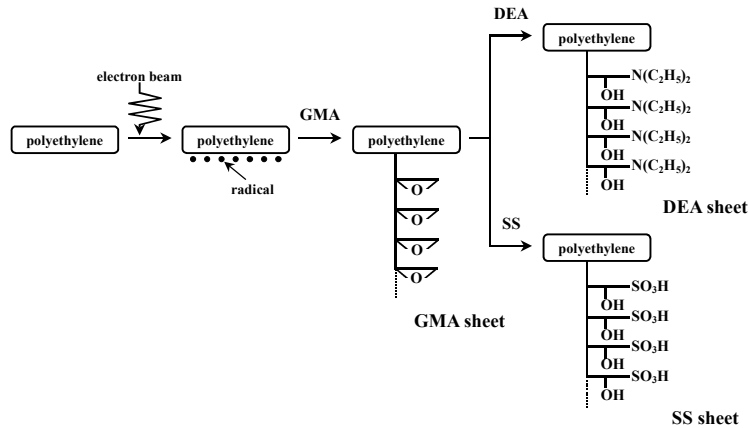 DEA
polyethylene
electron beam
N(C₂H₅)₂
OH
N(C₂H₅)₂
OH
N(C₂H₅)₂
OH
N(C₂H₅)₂
OH
GMA
polyethylene
polyethylene
polyethylene
radical
O
O
O
O
DEA sheet
SS
polyethylene
GMA sheet
SO₃H
OH
SO₃H
OH
SO₃H
OH
SO₃H
OH
SS sheet